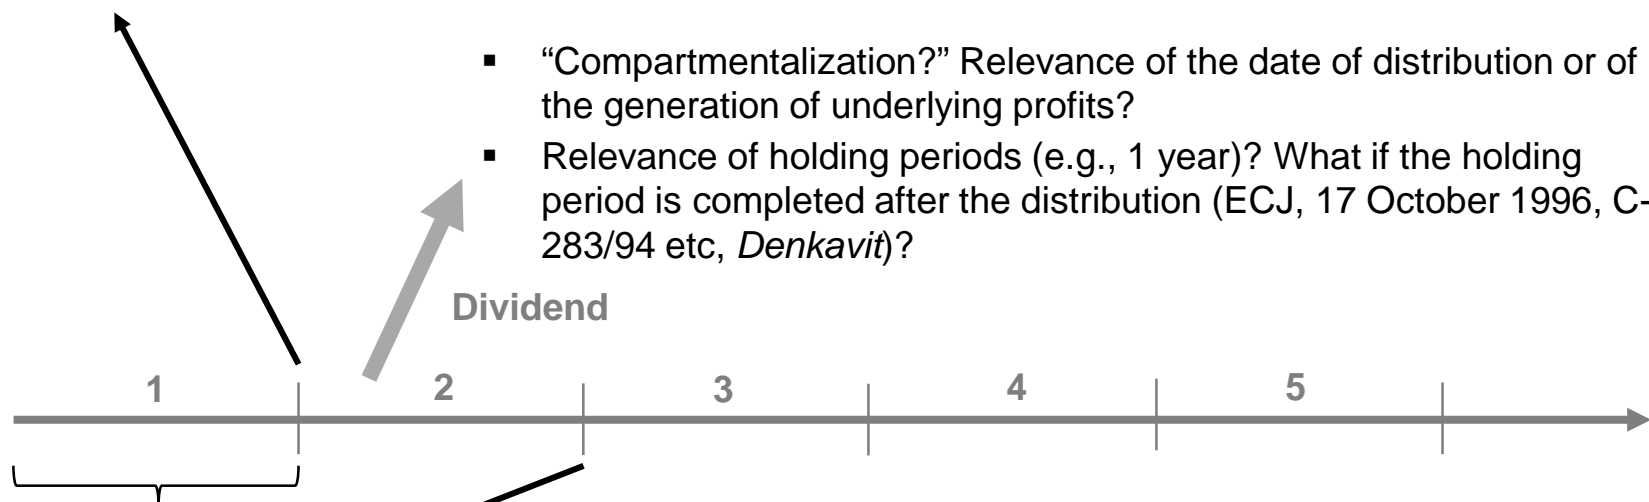 ▪ “Compartmentalization?” Relevance of the date of distribution or of
the generation of underlying profits?
▪ Relevance of holding periods (e.g., 1 year)? What if the holding
period is completed after the distribution (ECJ, 17 October 1996, C-
283/94 etc, Denkavit)?
Dividend
1 2 3 4 5